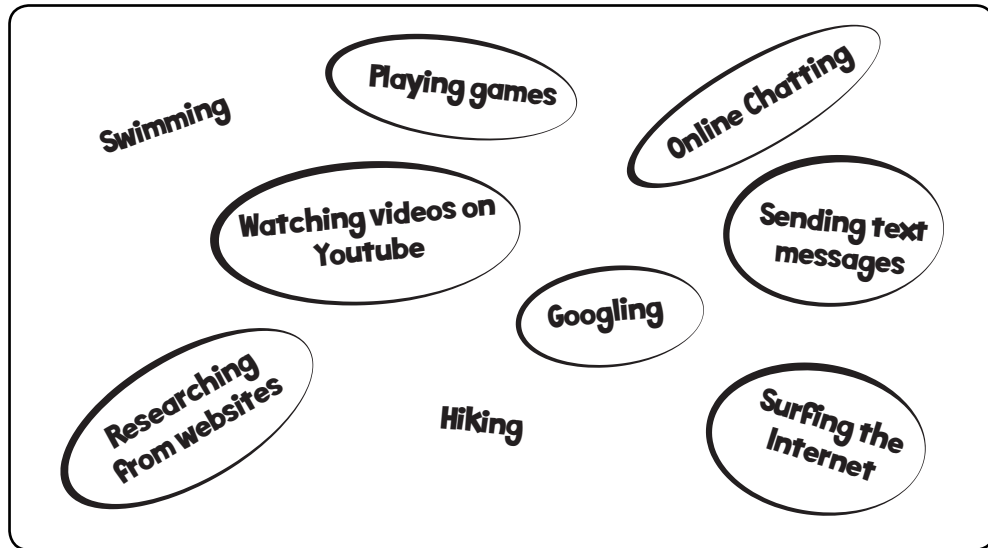 Swimming
Playing games
Online Chatting
Watching videos on
Youtube
Sending text
messages
Googling
Researching
from websites
Hiking
Surfing the
Internet